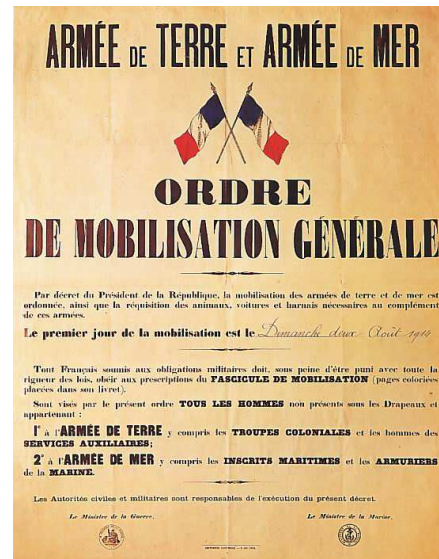 ARMÉE DE TERRE ET ARMÉE DE MER
ORDRE
DE MOBILISATION GÉNÉRALE
Par décret du Président de la République, la mobilisation des armées de terre et de mer est
ordonnée, ainsi que la réquisition des animaux, voitures et harnais nécessaires au complément
de ces armées.
Le premier jour de la mobilisation est le Dimanche deux Août 1914
Tout Français soumis aux obligations militaires doit, sous peine d'être puni avec toute la
rigueur des lois, obéir aux prescriptions du FASCICULE DE MOBILISATION (pages coloriées
placées dans son livret).
Sont visés par le présent ordre TOUS LES HOMMES non présents sous les Drapeaux et
appartenant :
1° à l'ARMÉE DE TERRE y compris les TROUPES COLONIALES et les hommes des
SERVICES AUXILIAIRES;
2° à l'ARMÉE DE MER y compris les INSCRITS MARITIMES et les ARMURIERS
de la MARINE.
Les Autorités civiles et militaires sont responsables de l'exécution du présent décret.
Le Ministre de la Guerre,
Le Ministre de la Marine,